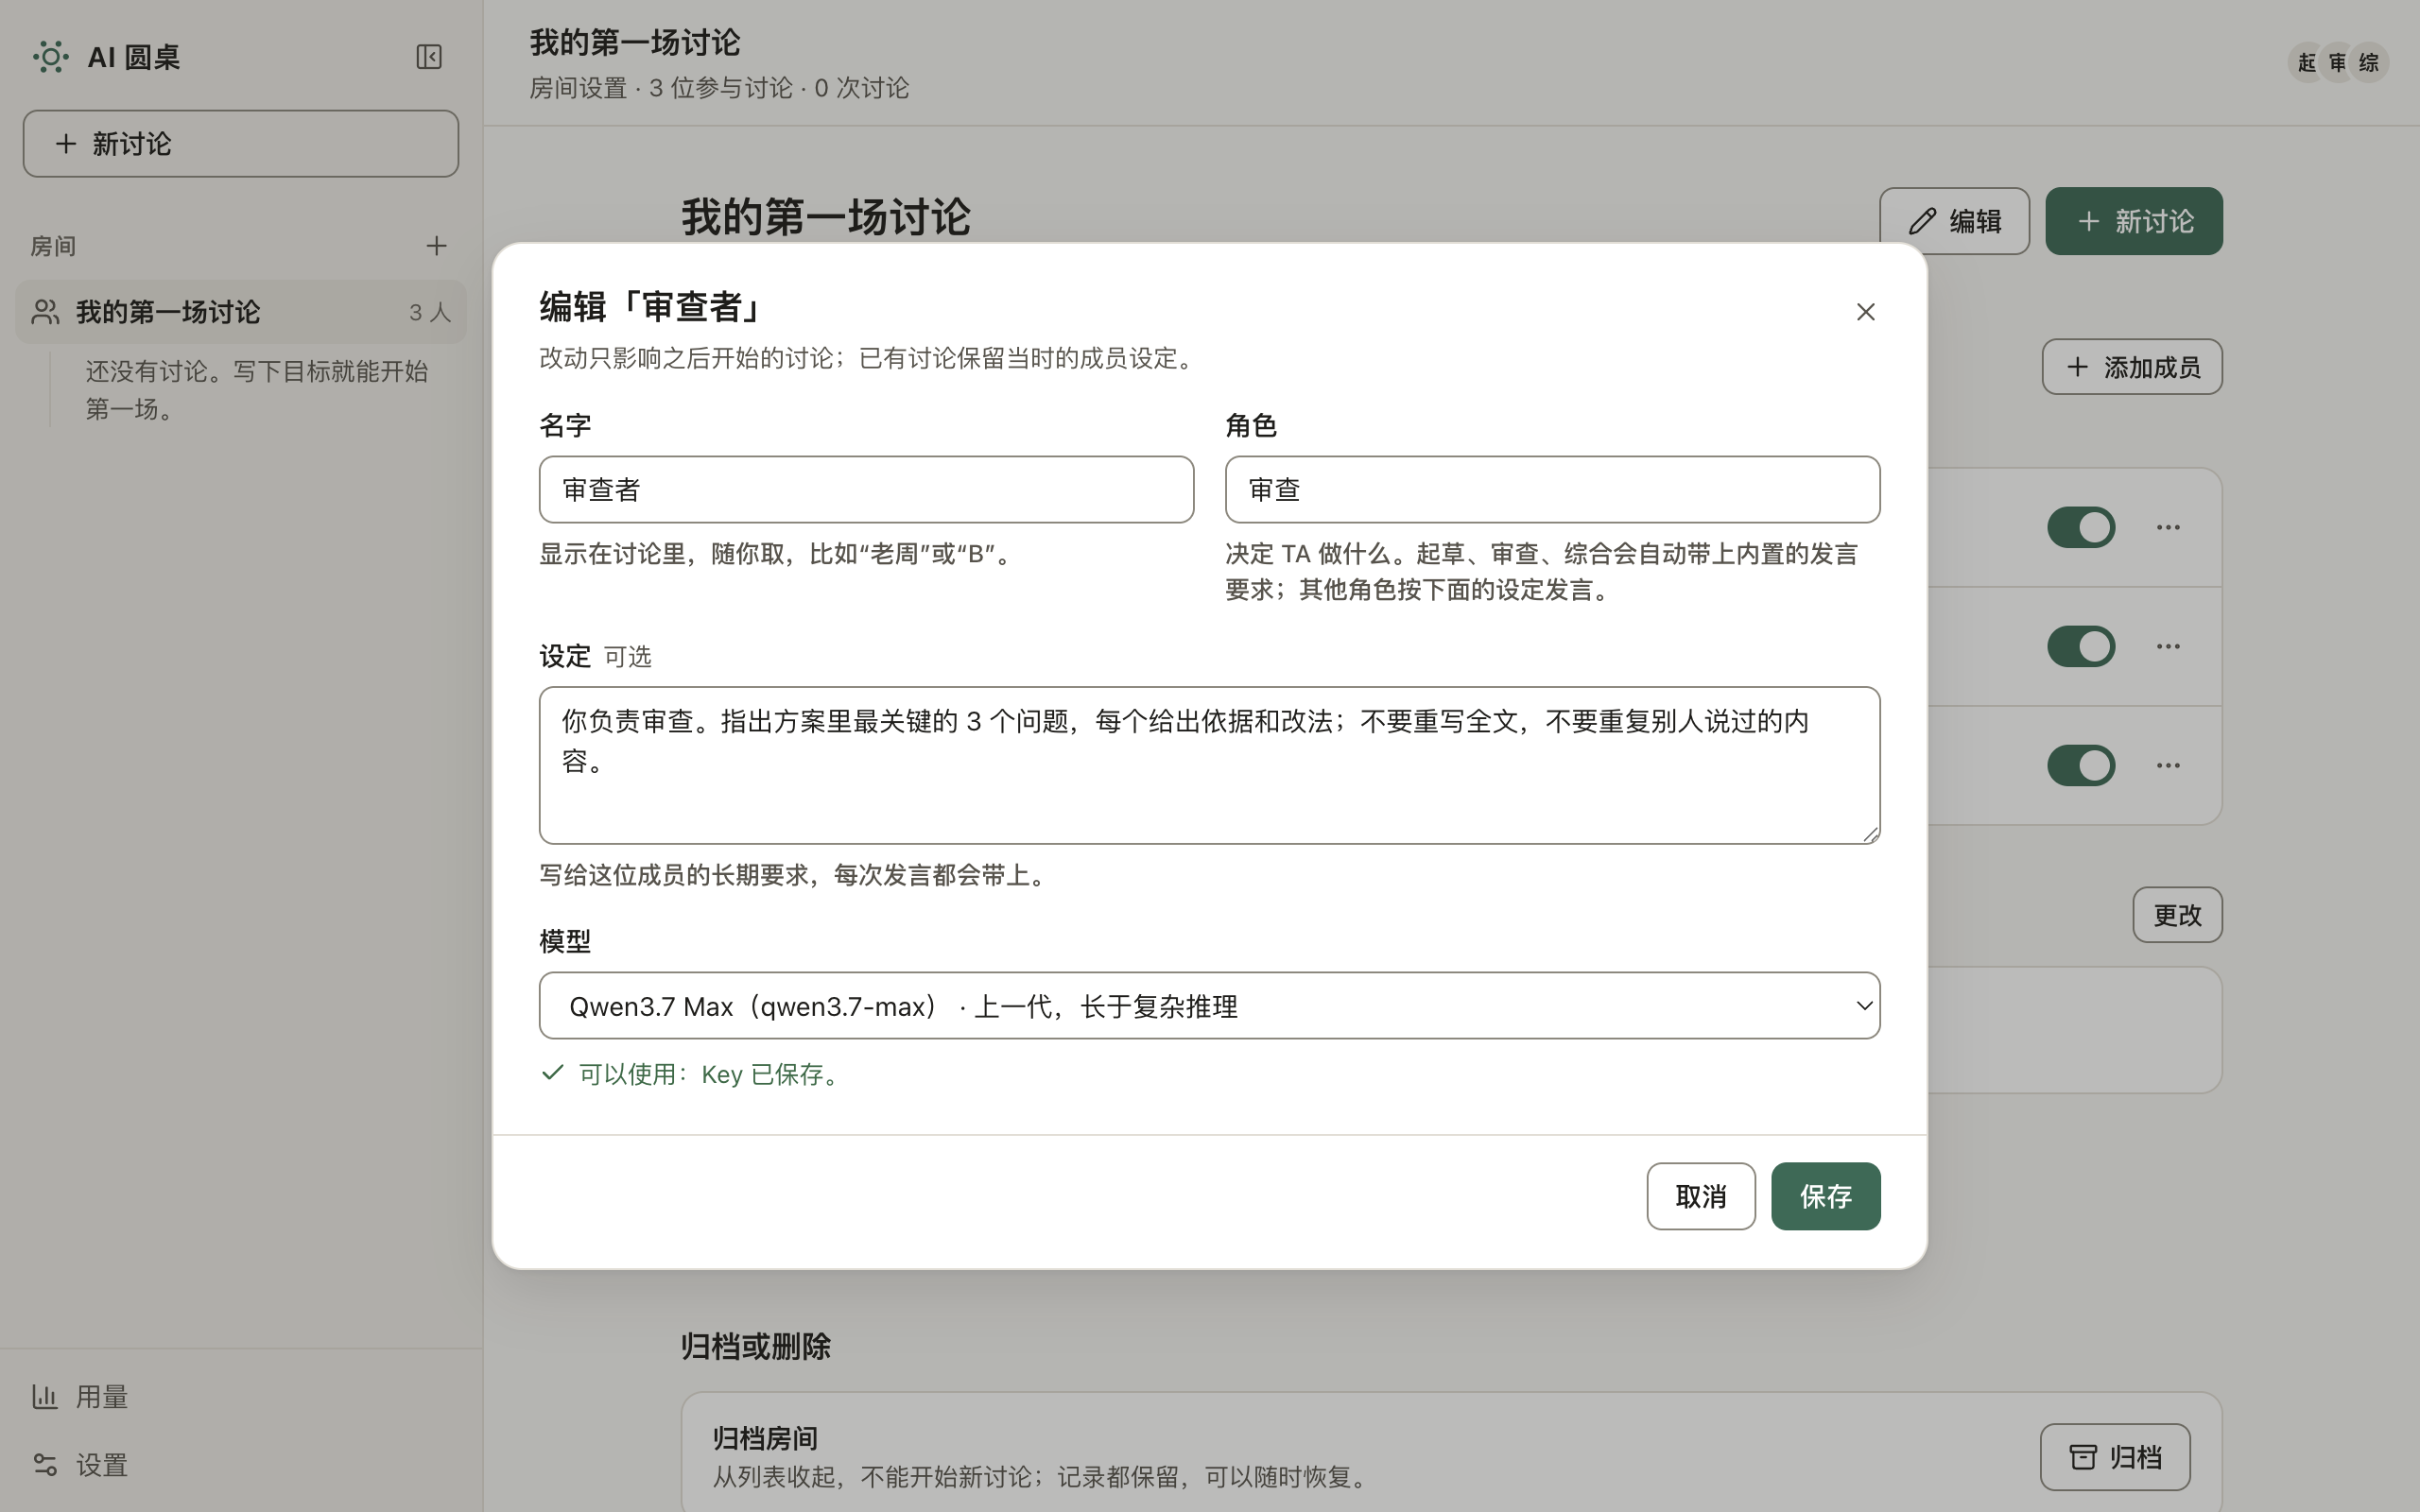 AI 圆桌
新讨论
房间
我的第一场讨论
3 人
还没有讨论。写下目标就能开始
第一场。
用量
设置
我的第一场讨论
房间设置 · 3 位参与讨论 · 0 次讨论
起
审
综
我的第一场讨论
编辑
新讨论
添加成员
更改
编辑「审查者」
改动只影响之后开始的讨论；已有讨论保留当时的成员设定。
名字
审查者
显示在讨论里，随你取，比如“老周”或“B”。
角色
审查
决定 TA 做什么。起草、审查、综合会自动带上内置的发言
要求；其他角色按下面的设定发言。
设定 可选
你负责审查。指出方案里最关键的 3 个问题，每个给出依据和改法；不要重写全文，不要重复别人说过的内
容。
写给这位成员的长期要求，每次发言都会带上。
模型
Qwen3.7 Max（qwen3.7-max） · 上一代，长于复杂推理
可以使用：Key 已保存。
取消
保存
归档或删除
归档房间
从列表收起，不能开始新讨论；记录都保留，可以随时恢复。
归档